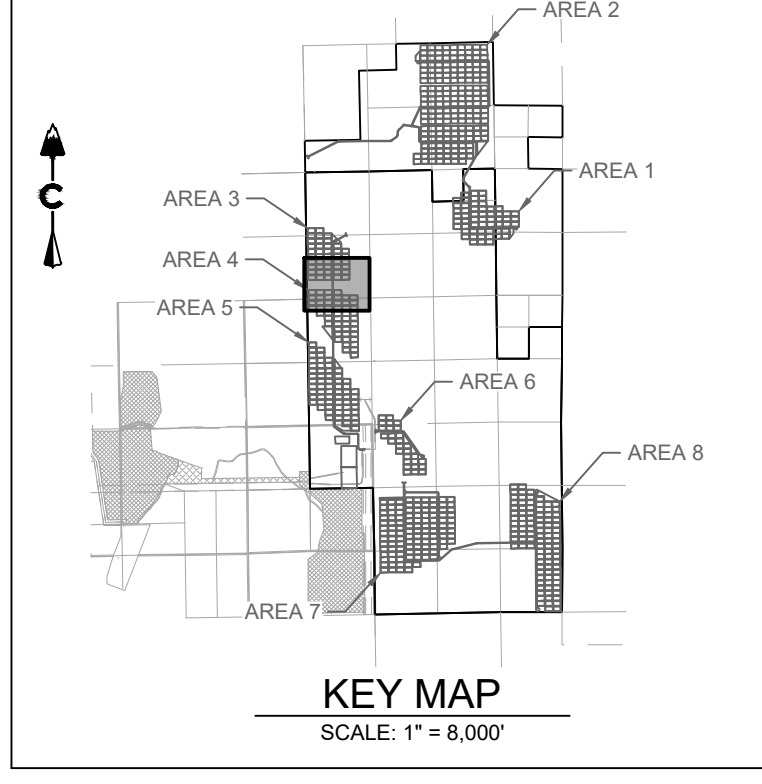 AREA 2
AREA 1
AREA 3
AREA 4
AREA 5
AREA 6
AREA 8
AREA 7
C
KEY MAP
SCALE: 1" = 8,000'